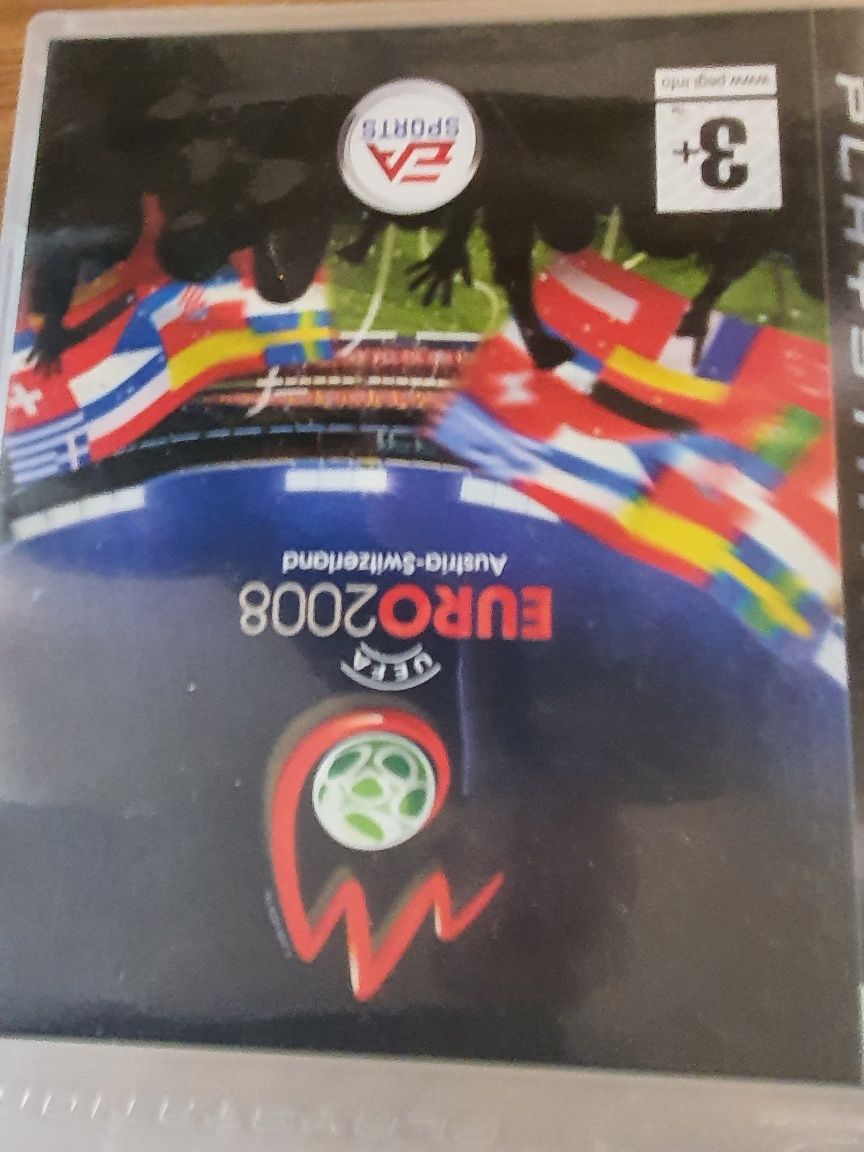 PLAYSTATION
UEFA
EURO2008
Austria-Switzerland
3+
www.pegi.info
EA
SPORTS